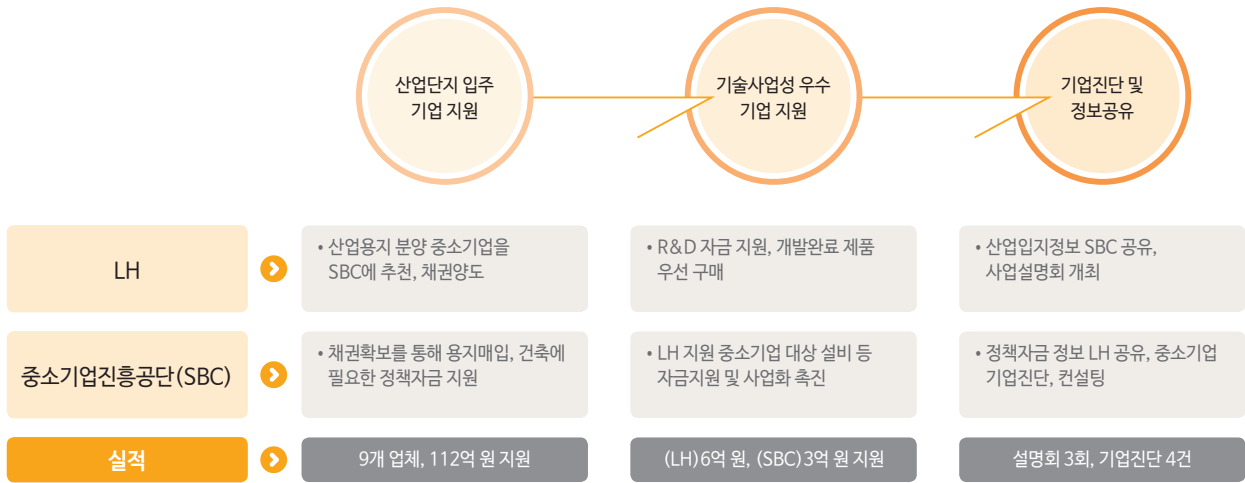 산업단지 입주
기업 지원
기술사업성 우수
기업 지원
기업진단 및
정보공유
LH
• 산업용지 분양 중소기업을
SBC에 추천, 채권양도
• R&D 자금 지원, 개발완료 제품
우선 구매
• 산업입지정보 SBC 공유,
사업설명회 개최
중소기업진흥공단(SBC)
• 채권확보를 통해 용지매입, 건축에
필요한 정책자금 지원
• LH 지원 중소기업 대상 설비 등
자금지원 및 사업화 촉진
• 정책자금 정보 LH 공유, 중소기업
기업진단, 컨설팅
실적
9개 업체, 112억 원 지원
(LH)6억 원, (SBC)3억 원 지원
설명회 3회, 기업진단 4건